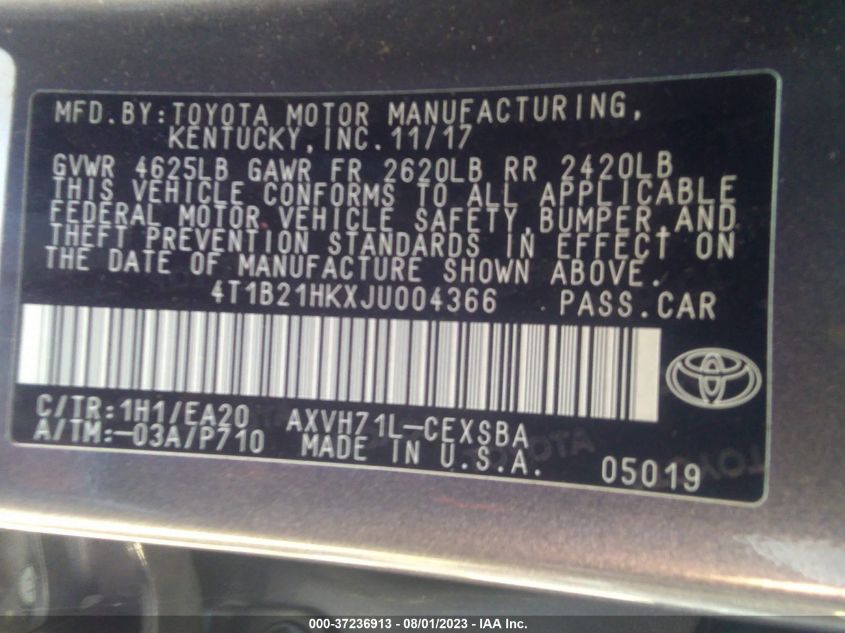 MFD.BY:TOYOTA MOTOR MANUFACTURING,
KENTUCKY,INC. 11/17
GVWR 4625LB GAWR FR 2620LB RR 2420LB
THIS VEHICLE CONFORMS TO ALL APPLICABLE
FEDERAL MOTOR VEHICLE SAFETY,BUMPER,AND
THEFT PREVENTION STANDARDS IN EFFECT ON
THE DATE OF MANUFACTURE SHOWN ABOVE.
4T1B21HKXJU004366 PASS.CAR
C/TR:1H1/EA20 AXVH71L-CEXSBA
A/TM:-03A/P710 MADE IN U.S.A. 05019
TOYOTA TOYOTA
000-37236913 - 08/01/2023 - IAA Inc.